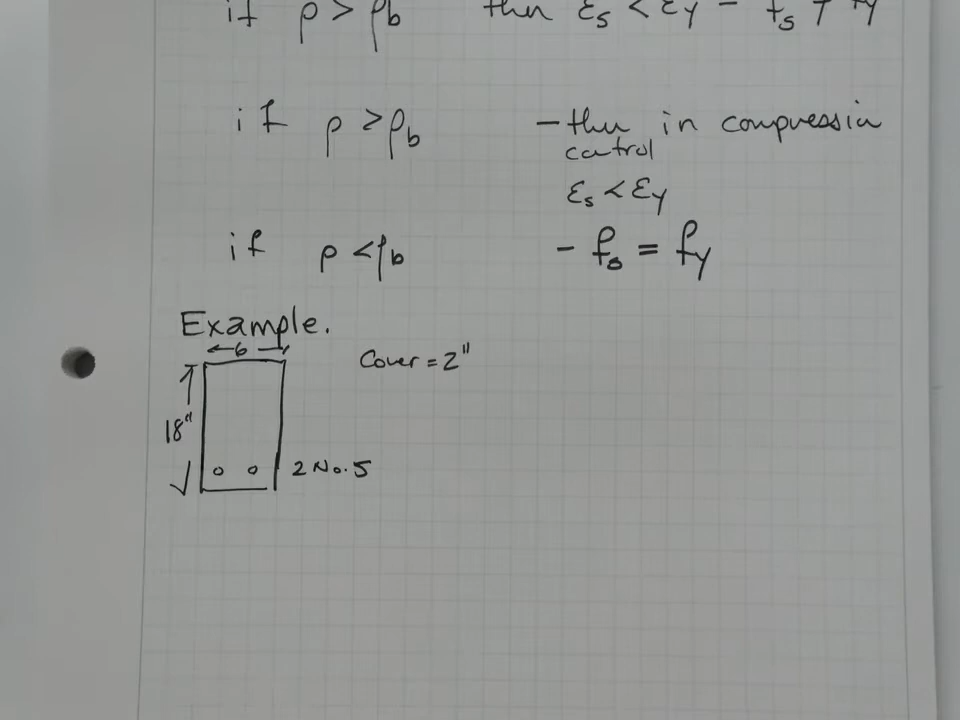 if ρ > ρb then εs < εy - fs ≠ fy
if ρ > ρb - then in compression
control
εs < εy
if ρ < ρb - fs = fy
Example.
6
Cover = 2"
18"
2 No. 5